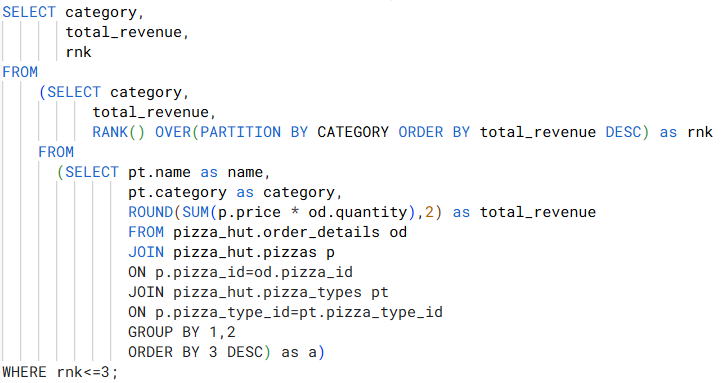 SELECT category,
total_revenue,
rnk
FROM
(SELECT category,
total_revenue,
RANK() OVER(PARTITION BY CATEGORY ORDER BY total_revenue DESC) as rnk
FROM
(SELECT pt.name as name,
pt.category as category,
ROUND(SUM(p.price * od.quantity),2) as total_revenue
FROM pizza_hut.order_details od
JOIN pizza_hut.pizzas p
ON p.pizza_id=od.pizza_id
JOIN pizza_hut.pizza_types pt
ON p.pizza_type_id=pt.pizza_type_id
GROUP BY 1,2
ORDER BY 3 DESC) as a)
WHERE rnk<=3;